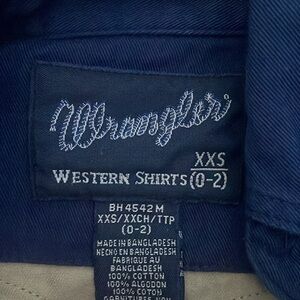 Wrangler®
XXS
WESTERN SHIRTS (0-2)
BH4542M
XXS/XXCH/TTP
(0-2)
MADE IN BANGLADESH
HECHO EN BANGLADESH
FABRIQUE AU
BANGLADESH
100% COTTON
100% ALGODON
100% COTON